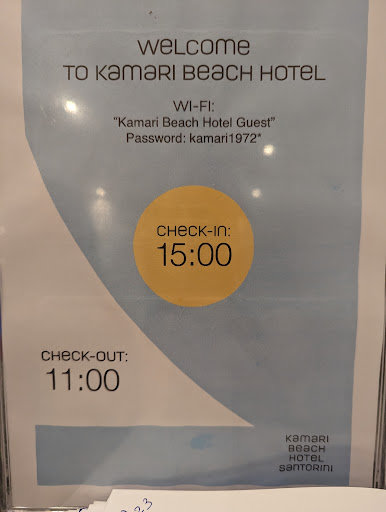 WELCOME
TO KAMARI BEACH HOTEL
WI-FI:
"Kamari Beach Hotel Guest"
Password: kamari1972*
CHECK-IN:
15:00
CHECK-OUT:
11:00
KAMARI
BEACH
HOTEL
SANTORINI